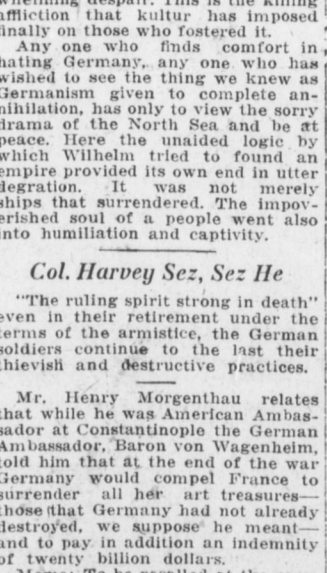 whelming despair. This is the killing
affliction that kultur has imposed
finally on those who fostered it.
Any one who finds comfort in
hating Germany, any one who has
wished to see the thing we knew as
Germanism given to complete an-
nihilation, has only to view the sorry
drama of the North Sea and be at
peace. Here the unaided logic by
which Wilhelm tried to found an
empire provided its own end in utter
degration. It was not merely
ships that surrendered. The impov-
erished soul of a people went also
into humiliation and captivity.
Col. Harvey Sez, Sez He
"The ruling spirit strong in death"
even in their retirement under the
terms of the armistice, the German
soldiers continue to the last their
thievish and destructive practices.
Mr. Henry Morgenthau relates
that while he was American Ambas-
sador at Constantinople the German
Ambassador, Baron von Wagenheim,
told him that at the end of the war
Germany would compel France to
surrender all her art treasures—
those that Germany had not already
destroyed, we suppose he meant—
and to pay in addition an indemnity
of twenty billion dollars.